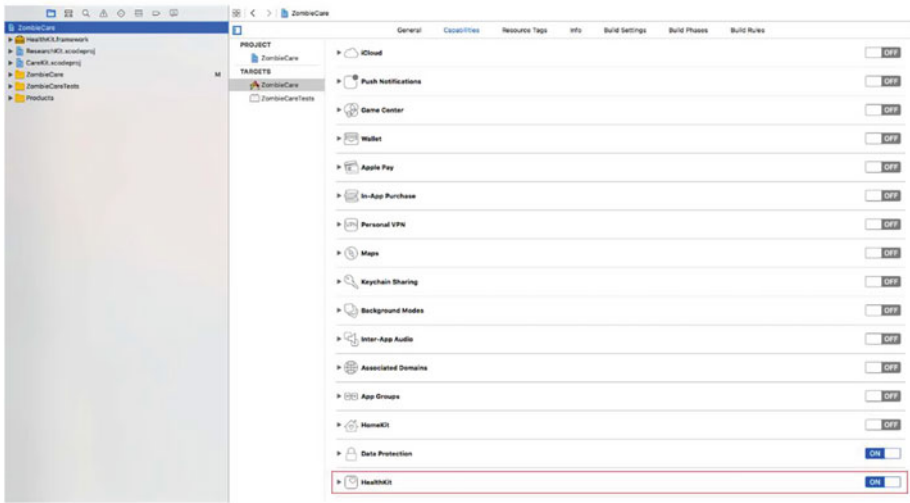 ZombieCare
ZombieCare
HealthKit.framework
ResearchKit.xcodeproj
CareKit.xcodeproj
ZombieCare M
ZombieCareTests
Products
General Capabilities Resource Tags Info Build Settings Build Phases Build Rules
PROJECT
ZombieCare
TARGETS
ZombieCare
ZombieCareTests
iCloud OFF
Push Notifications OFF
Game Center OFF
Wallet OFF
Apple Pay OFF
In-App Purchase OFF
VPN Personal VPN OFF
Maps OFF
Keychain Sharing OFF
Background Modes OFF
Inter-App Audio OFF
Associated Domains OFF
App Groups OFF
HomeKit OFF
Data Protection ON
HealthKit ON